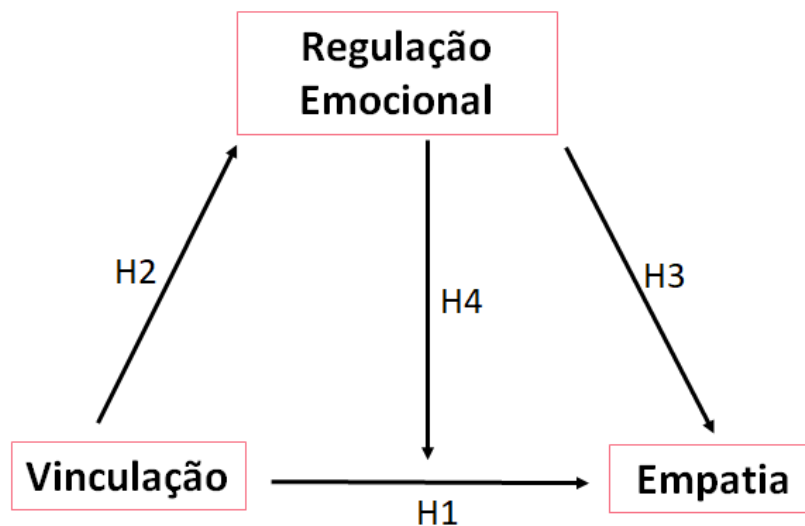 Regulação
Emocional
H2
H4
H3
Vinculação
Empatia
H1